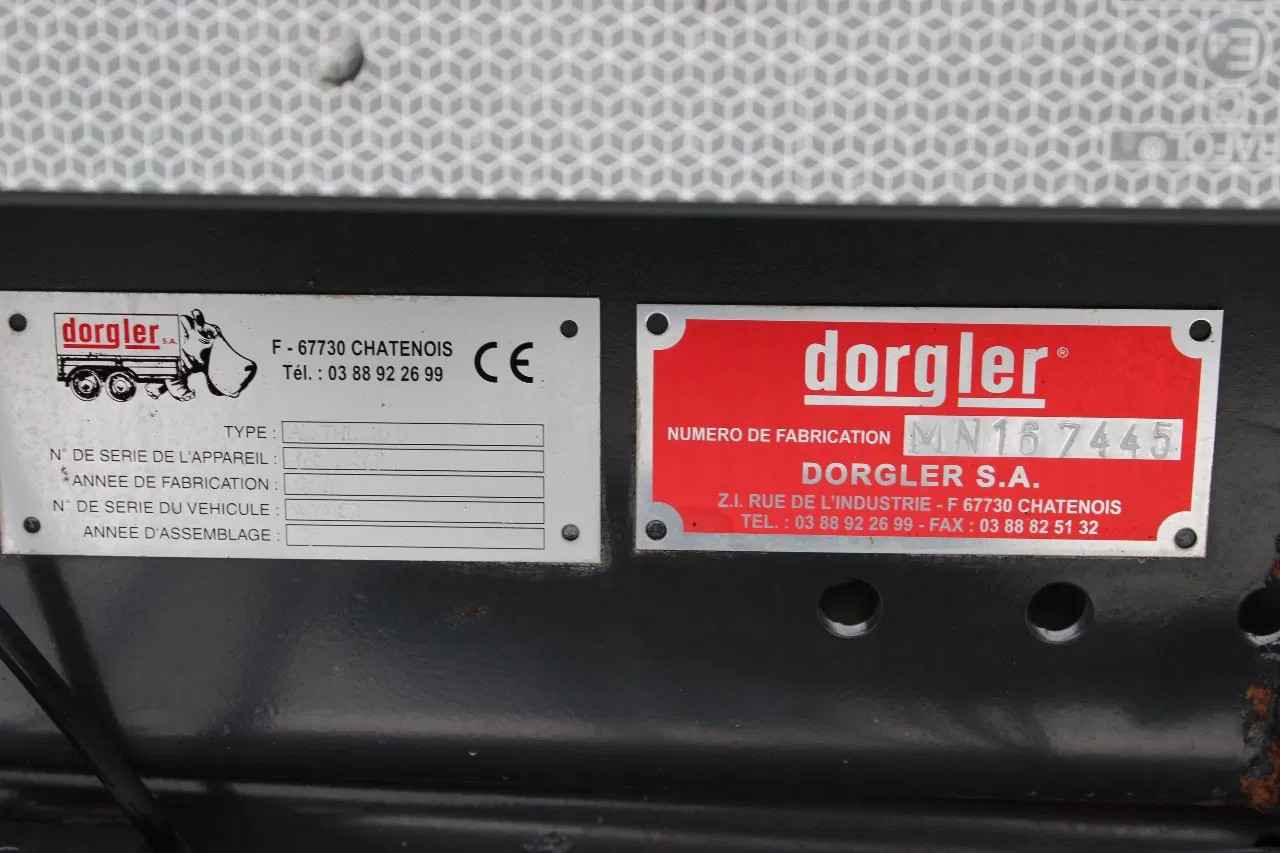 dorgler S.A.
F - 67730 CHATENOIS
Tél. : 03 88 92 26 99
CE
TYPE :
N° DE SERIE DE L'APPAREIL :
ANNEE DE FABRICATION :
N° DE SERIE DU VEHICULE :
ANNEE D'ASSEMBLAGE :
dorgler®
NUMERO DE FABRICATION MN167445
DORGLER S.A.
Z.I. RUE DE L'INDUSTRIE - F 67730 CHATENOIS
TEL. : 03 88 92 26 99 - FAX : 03 88 82 51 32